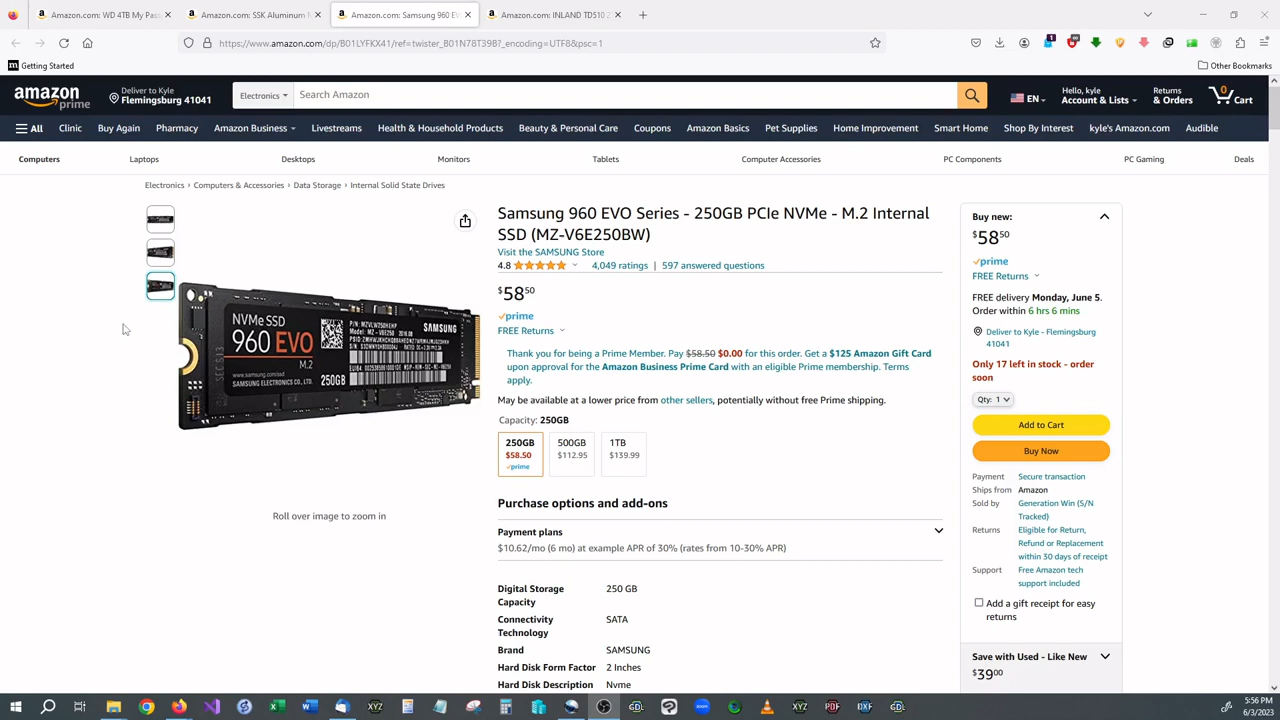 Amazon.com: WD 4TB My Pass
Amazon.com: SSK Aluminum
Amazon.com: Samsung 960 EV
Amazon.com: INLAND TD510 2
https://www.amazon.com/dp/B01LYFKX41/ref=twister_B01N78T39B?_encoding=UTF8&psc=1
Getting Started
Other Bookmarks
amazon prime
Deliver to Kyle
Flemingsburg 41041
Electronics
Search Amazon
EN
Hello, kyle
Account & Lists
Returns
& Orders
0
Cart
All
Clinic
Buy Again
Pharmacy
Amazon Business
Livestreams
Health & Household Products
Beauty & Personal Care
Coupons
Amazon Basics
Pet Supplies
Home Improvement
Smart Home
Shop By Interest
kyle's Amazon.com
Audible
Computers
Laptops
Desktops
Monitors
Tablets
Computer Accessories
PC Components
PC Gaming
Deals
Electronics › Computers & Accessories › Data Storage › Internal Solid State Drives
NVMe SSD
960 EVO
M.2
www.samsung.com/ssd
SAMSUNG ELECTRONICS CO., LTD.
250GB
SAMSUNG
Roll over image to zoom in
Samsung 960 EVO Series - 250GB PCIe NVMe - M.2 Internal
SSD (MZ-V6E250BW)
Visit the SAMSUNG Store
4.8
4,049 ratings | 597 answered questions
$58 50
prime
FREE Returns
Thank you for being a Prime Member. Pay $58.50 $0.00 for this order. Get a $125 Amazon Gift Card
upon approval for the Amazon Business Prime Card with an eligible Prime membership. Terms
apply.
May be available at a lower price from other sellers, potentially without free Prime shipping.
Capacity: 250GB
250GB
$58.50
prime
500GB
$112.95
1TB
$139.99
Purchase options and add-ons
Payment plans
$10.62/mo (6 mo) at example APR of 30% (rates from 10-30% APR)
Digital Storage
Capacity
250 GB
Connectivity
Technology
SATA
Brand
SAMSUNG
Hard Disk Form Factor
2 Inches
Hard Disk Description
Nvme
Buy new:
$58 50
prime
FREE Returns
FREE delivery Monday, June 5.
Order within 6 hrs 6 mins
Deliver to Kyle - Flemingsburg
41041
Only 17 left in stock - order
soon
Qty: 1
Add to Cart
Buy Now
Payment
Secure transaction
Ships from
Amazon
Sold by
Generation Win (S/N
Tracked)
Returns
Eligible for Return,
Refund or Replacement
within 30 days of receipt
Support
Free Amazon tech
support included
Add a gift receipt for easy
returns
Save with Used - Like New
$39 00
5:56 PM
6/3/2023